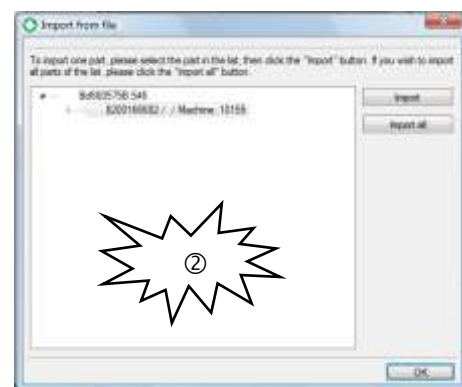 Import from file
To import one part, please select the part in the list, then click the "Import" button. If you wish to import
all parts of the list, please click the "Import all" button.
/ / Machine: 10159
Import
Import all
②
OK